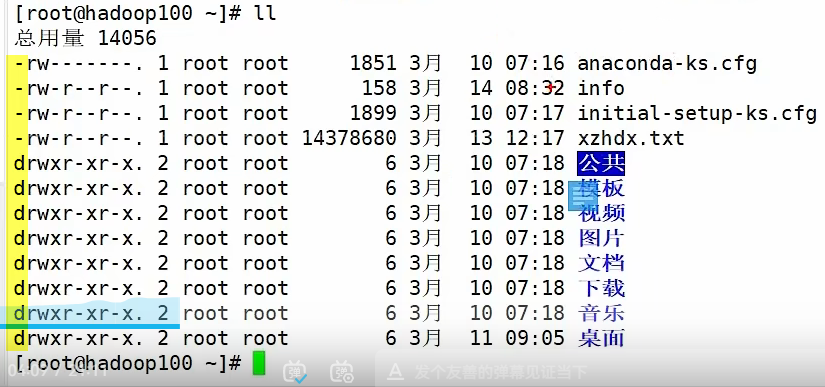 [root@hadoop100 ~]# ll
总用量 14056
-rw-------. 1 root root 1851 3月 10 07:16 anaconda-ks.cfg
-rw-r--r--. 1 root root 158 3月 14 08:32 info
-rw-r--r--. 1 root root 1899 3月 10 07:17 initial-setup-ks.cfg
-rw-r--r--. 1 root root 14378680 3月 13 12:17 xzhdx.txt
drwxr-xr-x. 2 root root 6 3月 10 07:18 公共
drwxr-xr-x. 2 root root 6 3月 10 07:18 模板
drwxr-xr-x. 2 root root 6 3月 10 07:18 视频
drwxr-xr-x. 2 root root 6 3月 10 07:18 图片
drwxr-xr-x. 2 root root 6 3月 10 07:18 文档
drwxr-xr-x. 2 root root 6 3月 10 07:18 下载
drwxr-xr-x. 2 root root 6 3月 10 07:18 音乐
drwxr-xr-x. 2 root root 6 3月 11 09:05 桌面
[root@hadoop100 ~]#
弹 弹 A 发个友善的弹幕见证当下